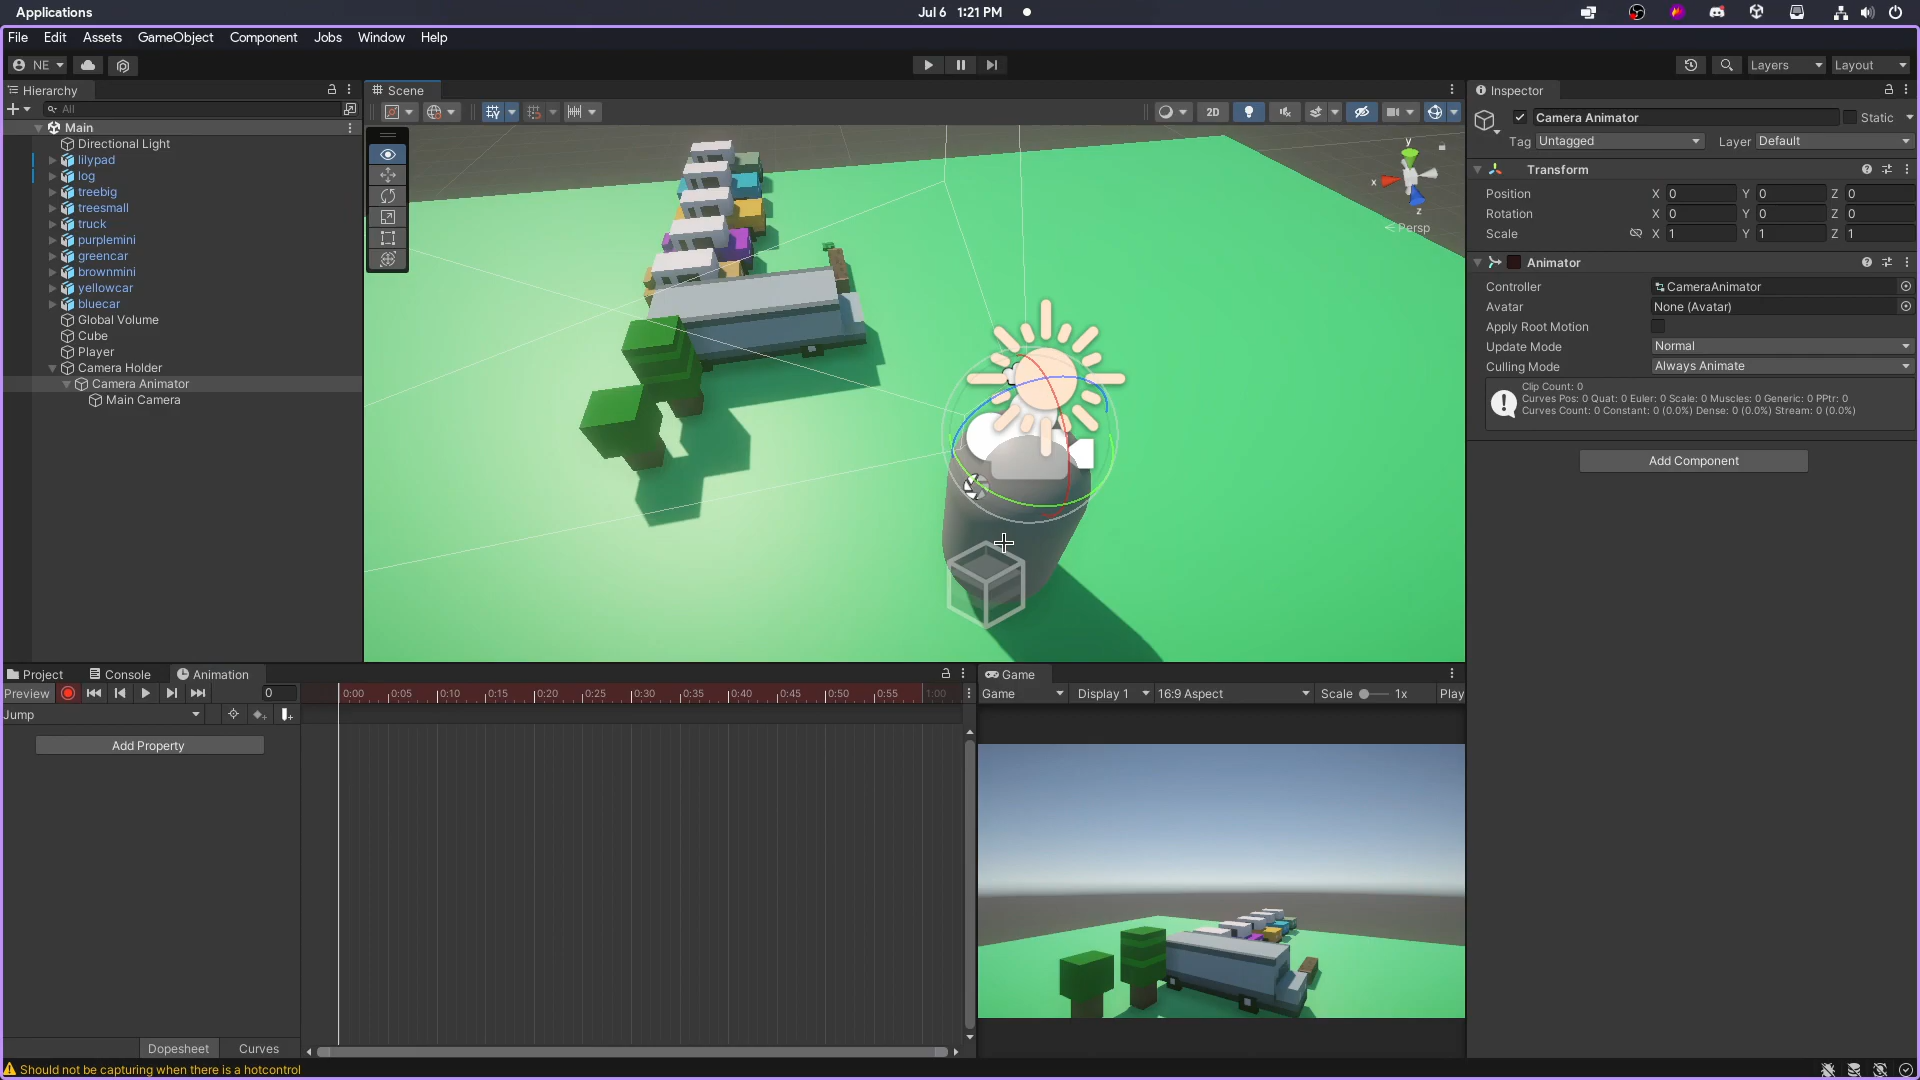 Applications
Jul 6 1:21 PM
File Edit Assets GameObject Component Jobs Window Help
NE
Layers
Layout
Hierarchy
All
Main
Directional Light
lilypad
log
treebig
treesmall
truck
purplemini
greencar
brownmini
yellowcar
bluecar
Global Volume
Cube
Player
Camera Holder
Camera Animator
Main Camera
Scene
2D
y
x
z
Persp
Inspector
Camera Animator
Static
Tag Untagged
Layer Default
Transform
Position X 0 Y 0 Z 0
Rotation X 0 Y 0 Z 0
Scale X 1 Y 1 Z 1
Animator
Controller CameraAnimator
Avatar None (Avatar)
Apply Root Motion
Update Mode Normal
Culling Mode Always Animate
Clip Count: 0
Curves Pos: 0 Quat: 0 Euler: 0 Scale: 0 Muscles: 0 Generic: 0 PPtr: 0
Curves Count: 0 Constant: 0 (0.0%) Dense: 0 (0.0%) Stream: 0 (0.0%)
Add Component
Project
Console
Animation
Preview
0
0:00 0:05 0:10 0:15 0:20 0:25 0:30 0:35 0:40 0:45 0:50 0:55 1:00
Jump
Add Property
Dopesheet
Curves
Game
Game
Display 1
16:9 Aspect
Scale
1x
Play
Should not be capturing when there is a hotcontrol